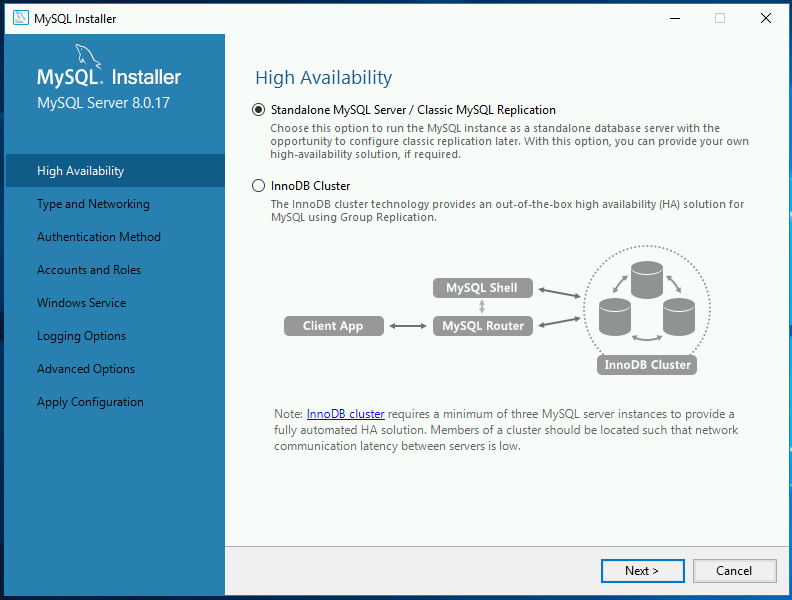 MySQL Installer
MySQL. Installer
MySQL Server 8.0.17
High Availability
Type and Networking
Authentication Method
Accounts and Roles
Windows Service
Logging Options
Advanced Options
Apply Configuration
High Availability
Standalone MySQL Server / Classic MySQL Replication
Choose this option to run the MySQL instance as a standalone database server with the
opportunity to configure classic replication later. With this option, you can provide your own
high-availability solution, if required.
InnoDB Cluster
The InnoDB cluster technology provides an out-of-the-box high availability (HA) solution for
MySQL using Group Replication.
MySQL Shell
Client App
MySQL Router
InnoDB Cluster
Note: InnoDB cluster requires a minimum of three MySQL server instances to provide a
fully automated HA solution. Members of a cluster should be located such that network
communication latency between servers is low.
Next >
Cancel